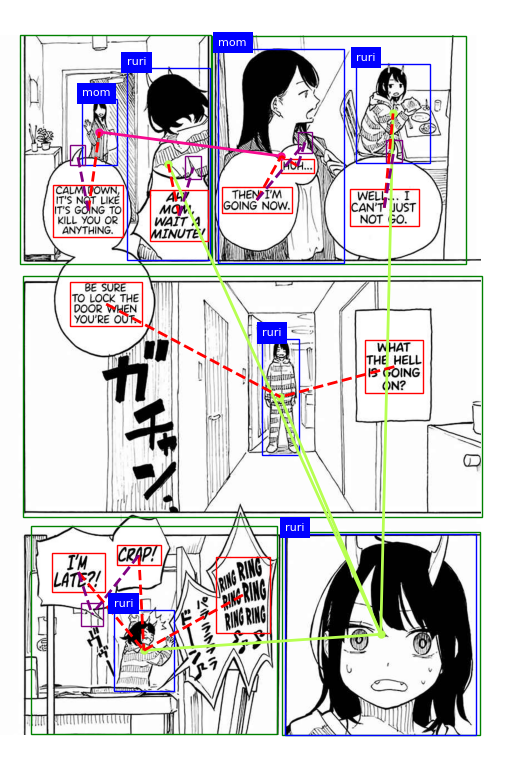 mom
ruri
WELL... I
CAN'T JUST
NOT GO.
HUH...
THEN I'M
GOING NOW.
ruri
mom
AH!
MOM,
WAIT A
MINUTE!
CALM DOWN,
IT'S NOT LIKE
IT'S GOING TO
KILL YOU OR
ANYTHING.
BE SURE
TO LOCK THE
DOOR WHEN
YOU'RE OUT.
ガチャン.
ruri
WHAT
THE HELL
IS GOING
ON?
ruri
RING RING
RING RING
RING RING
CRAP!
I'M
LATE?!
ruri